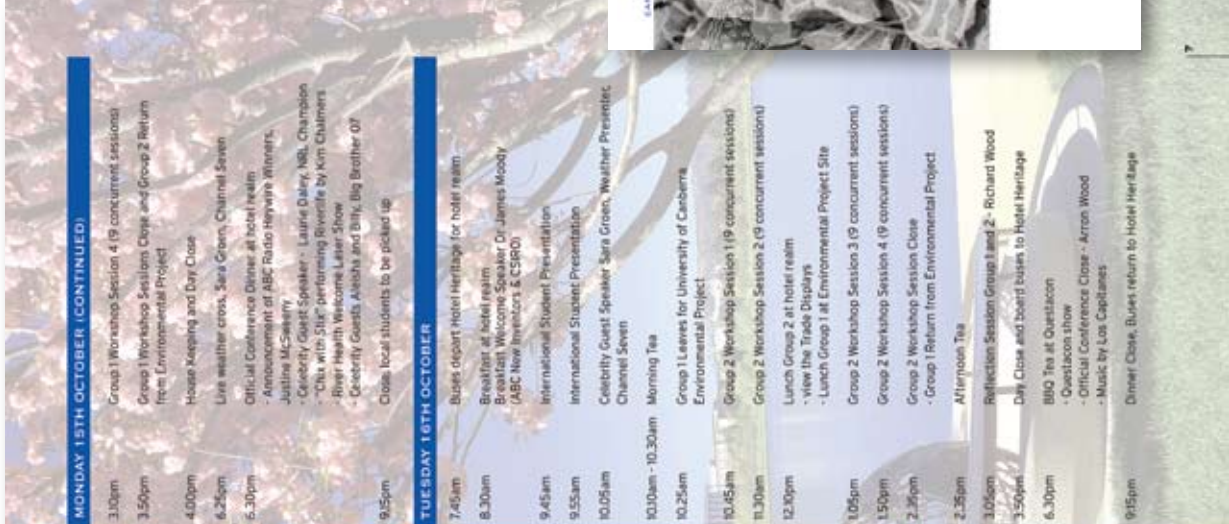 MONDAY 15TH OCTOBER (CONTINUED)
3.10pm Group 1 Workshop Session 4 (9 concurrent sessions)
3.50pm Group 1 Workshop Sessions Close and Group 2 Return
from Environmental Project
4.00pm House Keeping and Day Close
6.25pm Live weather cross, Sara Groen, Channel Seven
6.30pm Official Conference Dinner at hotel realm
- Announcement of ABC Radio Heywire Winners,
Justine McSweeny
- Celebrity Guest Speaker - Laurie Daley, NRL Champion
- "Chix with Stix" performing Riverlife by Kim Chalmers
- River Health Welcome Laser Show
- Celebrity Guests Aleisha and Billy, Big Brother 07
9.15pm Close, local students to be picked up
TUESDAY 16TH OCTOBER
7.45am Buses depart Hotel Heritage for hotel realm
8.30am Breakfast at hotel realm
Breakfast Welcome Speaker Dr James Moody
(ABC New Inventors & CSIRO)
9.45am International Student Presentation
9.55am International Student Presentation
10.05am Celebrity Guest Speaker Sara Groen, Weather Presenter,
Channel Seven
10.10am - 10.30am Morning Tea
10.25am Group 1 Leaves for University of Canberra
Environmental Project
10.45am Group 2 Workshop Session 1 (9 concurrent sessions)
11.30am Group 2 Workshop Session 2 (9 concurrent sessions)
12.10pm Lunch Group 2 at hotel realm
- view the Trade Displays
- Lunch Group 1 at Environmental Project Site
1.05pm Group 2 Workshop Session 3 (9 concurrent sessions)
1.50pm Group 2 Workshop Session 4 (9 concurrent sessions)
2.35pm Group 2 Workshop Session Close
- Group 1 Return from Environmental Project
2.35pm Afternoon Tea
3.05pm Reflection Session Group 1 and 2 - Richard Wood
3.50pm Day Close and board buses to Hotel Heritage
6.30pm BBQ Tea at Questacon
- Questacon show
- Official Conference Close - Arron Wood
- Music by Los Capitanes
9.15pm Dinner Close, Buses return to Hotel Heritage
7